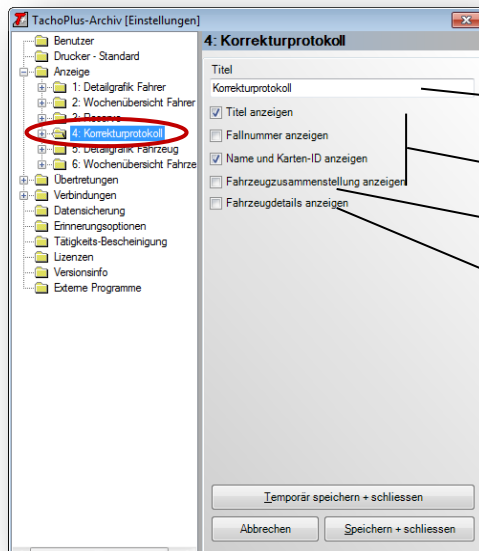 TachoPlus-Archiv [Einstellungen]
Benutzer
Drucker - Standard
Anzeige
1: Detailgrafik Fahrer
2: Wochenübersicht Fahrer
3: Reserve
4: Korrekturprotokoll
5: Detailgrafik Fahrzeug
6: Wochenübersicht Fahrze
Übertretungen
Verbindungen
Datensicherung
Erinnerungsoptionen
Tätigkeits-Bescheinigung
Lizenzen
Versionsinfo
Externe Programme
4: Korrekturprotokoll
Titel
Korrekturprotokoll
Titel anzeigen
Fallnummer anzeigen
Name und Karten-ID anzeigen
Fahrzeugzusammenstellung anzeigen
Fahrzeugdetails anzeigen
Temporär speichern + schliessen
Abbrechen
Speichern + schliessen